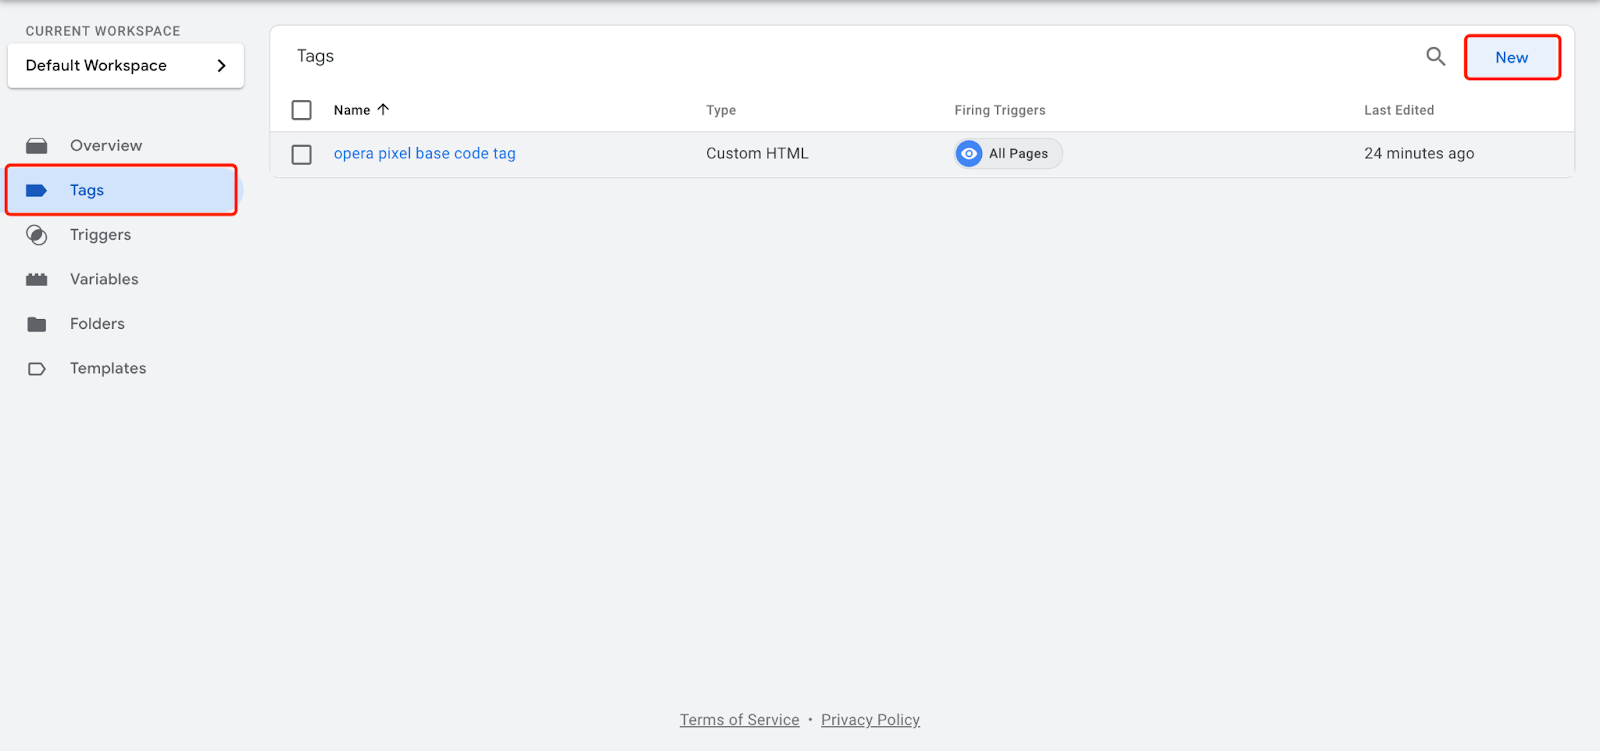 CURRENT WORKSPACE
Default Workspace
Overview
Tags
Triggers
Variables
Folders
Templates
Tags
New
Name Type Firing Triggers Last Edited
opera pixel base code tag Custom HTML All Pages 24 minutes ago
Terms of Service • Privacy Policy